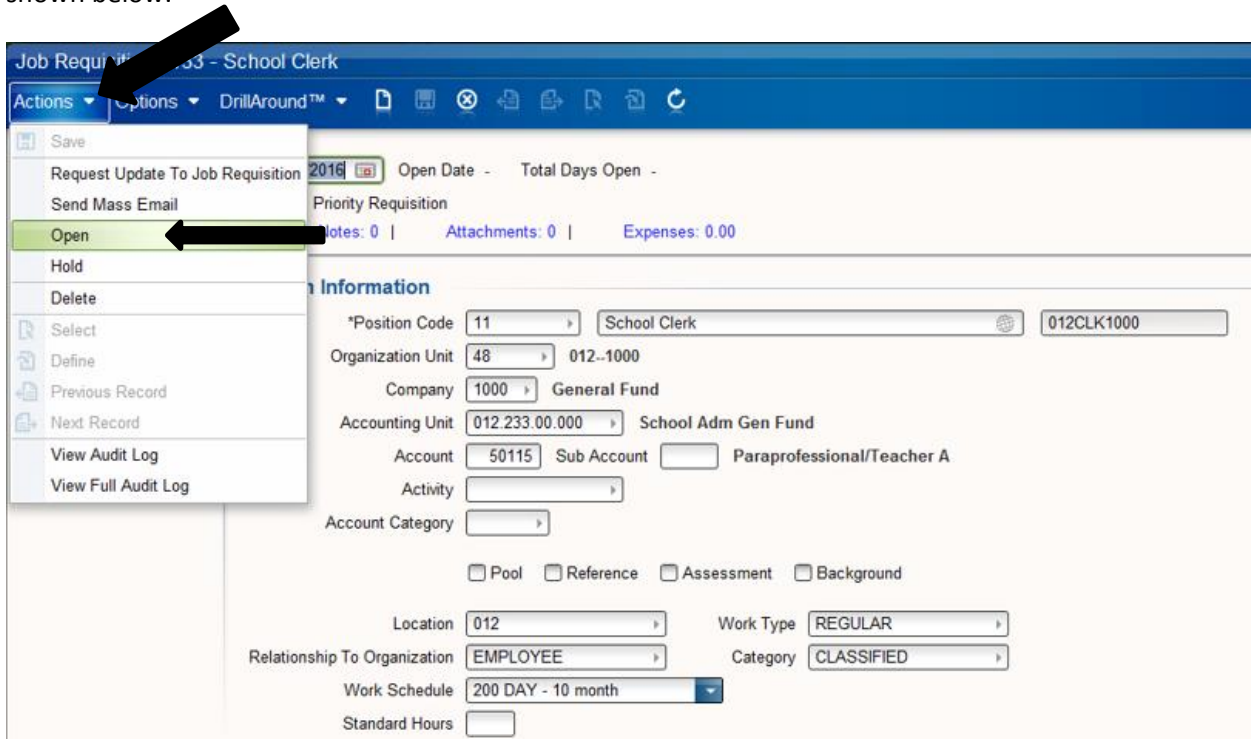 shown below.
Job Requi 33 - School Clerk
Actions Options DrillAround™
Save
Request Update To Job Requisition
Send Mass Email
Open
Hold
Delete
Select
Define
Previous Record
Next Record
View Audit Log
View Full Audit Log
2016 Open Date - Total Days Open -
Priority Requisition
Notes: 0 | Attachments: 0 | Expenses: 0.00
Information
*Position Code 11 School Clerk 012CLK1000
Organization Unit 48 012--1000
Company 1000 General Fund
Accounting Unit 012.233.00.000 School Adm Gen Fund
Account 50115 Sub Account Paraprofessional/Teacher A
Activity
Account Category
Pool Reference Assessment Background
Location 012 Work Type REGULAR
Relationship To Organization EMPLOYEE Category CLASSIFIED
Work Schedule 200 DAY - 10 month
Standard Hours